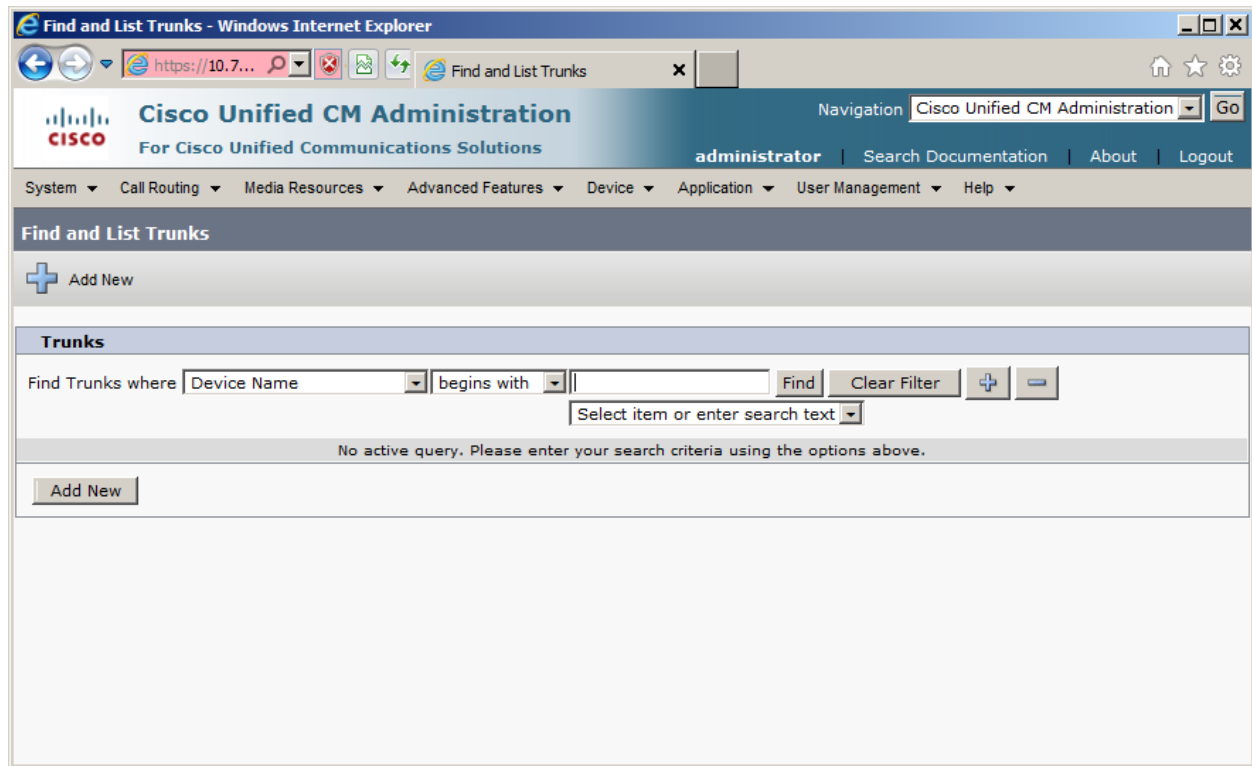 Find and List Trunks - Windows Internet Explorer
https://10.7... Find and List Trunks
CISCO
Cisco Unified CM Administration
For Cisco Unified Communications Solutions
Navigation Cisco Unified CM Administration Go
administrator | Search Documentation | About | Logout
System Call Routing Media Resources Advanced Features Device Application User Management Help
Find and List Trunks
Add New
Trunks
Find Trunks where Device Name begins with Find Clear Filter
Select item or enter search text
No active query. Please enter your search criteria using the options above.
Add New